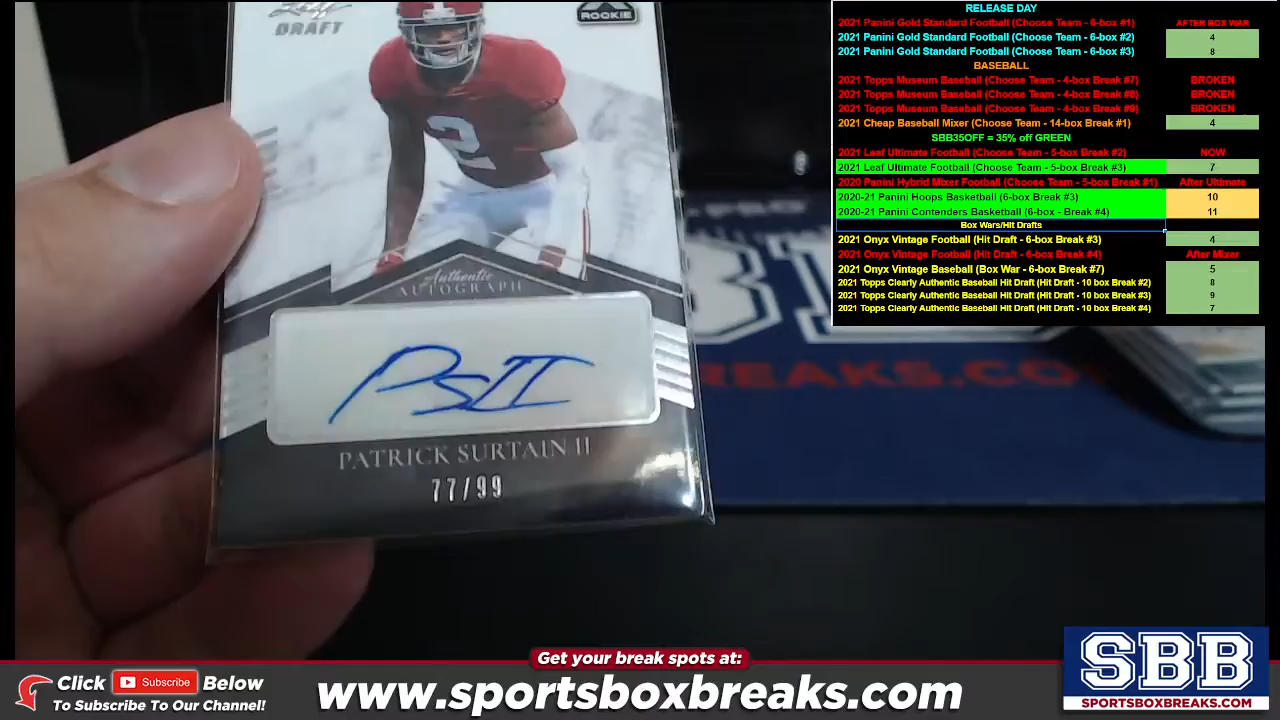 Leaf
DRAFT
ROOKIE
2
Authentic
AUTOGRAPH
PSII
PATRICK SURTAIN II
77/99
REAKS.CO
RELEASE DAY
2021 Panini Gold Standard Football (Choose Team - 6-box #1) AFTER BOX WAR
2021 Panini Gold Standard Football (Choose Team - 6-box #2) 4
2021 Panini Gold Standard Football (Choose Team - 6-box #3) 8
BASEBALL
2021 Topps Museum Baseball (Choose Team - 4-box Break #7) BROKEN
2021 Topps Museum Baseball (Choose Team - 4-box Break #8) BROKEN
2021 Topps Museum Baseball (Choose Team - 4-box Break #9) BROKEN
2021 Cheap Baseball Mixer (Choose Team - 14-box Break #1) 4
SBB35OFF = 35% off GREEN
2021 Leaf Ultimate Football (Choose Team - 5-box Break #2) NOW
2021 Leaf Ultimate Football (Choose Team - 5-box Break #3) 7
2020 Panini Hybrid Mixer Football (Choose Team - 5-box Break #1) After Ultimate
2020-21 Panini Hoops Basketball (6-box Break #3) 10
2020-21 Panini Contenders Basketball (6-box - Break #4) 11
Box Wars/Hit Drafts
2021 Onyx Vintage Football (Hit Draft - 6-box Break #3) 4
2021 Onyx Vintage Football (Hit Draft - 6-box Break #4) After Mixer
2021 Onyx Vintage Baseball (Box War - 6-box Break #7) 5
2021 Topps Clearly Authentic Baseball Hit Draft (Hit Draft - 10 box Break #2) 8
2021 Topps Clearly Authentic Baseball Hit Draft (Hit Draft - 10 box Break #3) 9
2021 Topps Clearly Authentic Baseball Hit Draft (Hit Draft - 10 box Break #4) 7
Get your break spots at:
Click Subscribe Below
To Subscribe To Our Channel!
www.sportsboxbreaks.com
SBB
SPORTSBOXBREAKS.COM